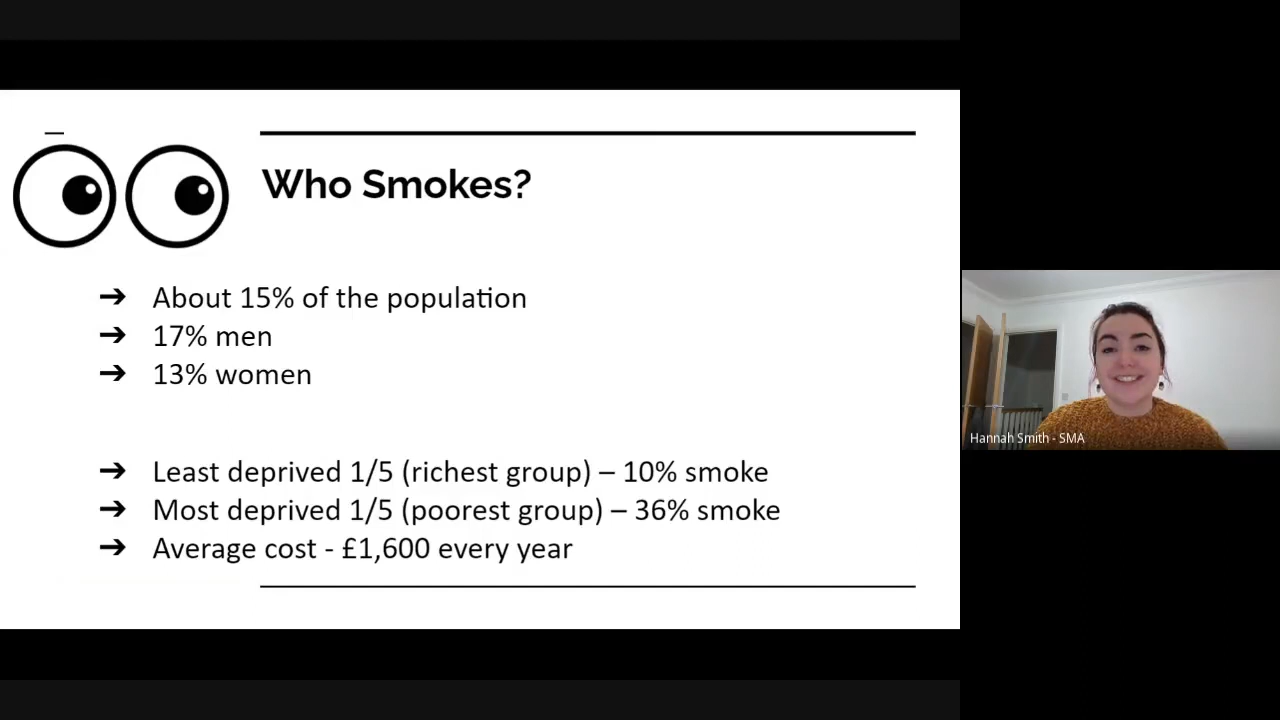 Who Smokes?
➔ About 15% of the population
➔ 17% men
➔ 13% women
➔ Least deprived 1/5 (richest group) – 10% smoke
➔ Most deprived 1/5 (poorest group) – 36% smoke
➔ Average cost - £1,600 every year
Hannah Smith - SMA